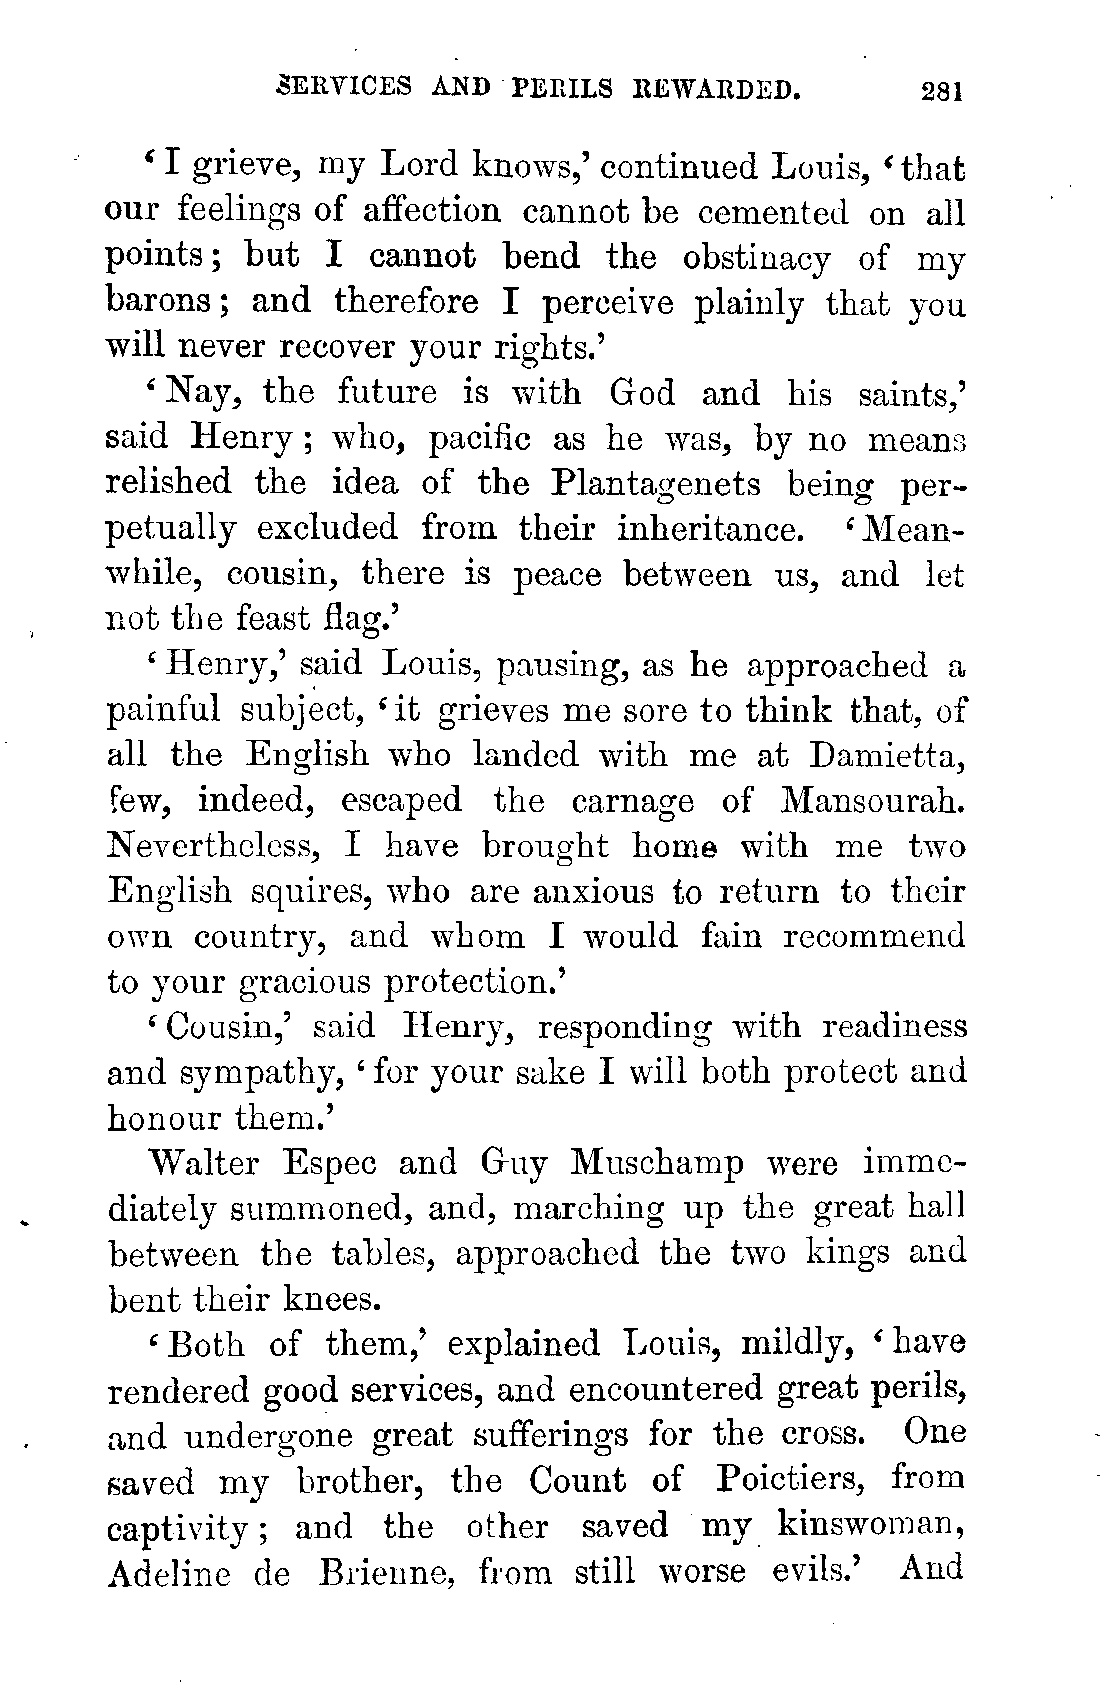 SERVICES AND PERILS REWARDED. 281
‘I grieve, my Lord knows,’ continued Louis, ‘that
our feelings of affection cannot be cemented on all
points; but I cannot bend the obstinacy of my
barons; and therefore I perceive plainly that you
will never recover your rights.’
‘Nay, the future is with God and his saints,’
said Henry; who, pacific as he was, by no means
relished the idea of the Plantagenets being per-
petually excluded from their inheritance. ‘Mean-
while, cousin, there is peace between us, and let
not the feast flag.’
‘Henry,’ said Louis, pausing, as he approached a
painful subject, ‘it grieves me sore to think that, of
all the English who landed with me at Damietta,
few, indeed, escaped the carnage of Mansourah.
Nevertheless, I have brought home with me two
English squires, who are anxious to return to their
own country, and whom I would fain recommend
to your gracious protection.’
‘Cousin,’ said Henry, responding with readiness
and sympathy, ‘for your sake I will both protect and
honour them.’
Walter Espec and Guy Muschamp were imme-
diately summoned, and, marching up the great hall
between the tables, approached the two kings and
bent their knees.
‘Both of them,’ explained Louis, mildly, ‘have
rendered good services, and encountered great perils,
and undergone great sufferings for the cross. One
saved my brother, the Count of Poictiers, from
captivity; and the other saved my kinswoman,
Adeline de Brienne, from still worse evils.’ And